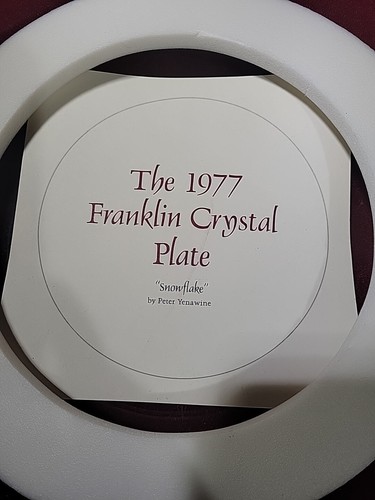 The 1977
Franklin Crystal
Plate
"Snowflake"
by Peter Yenawine